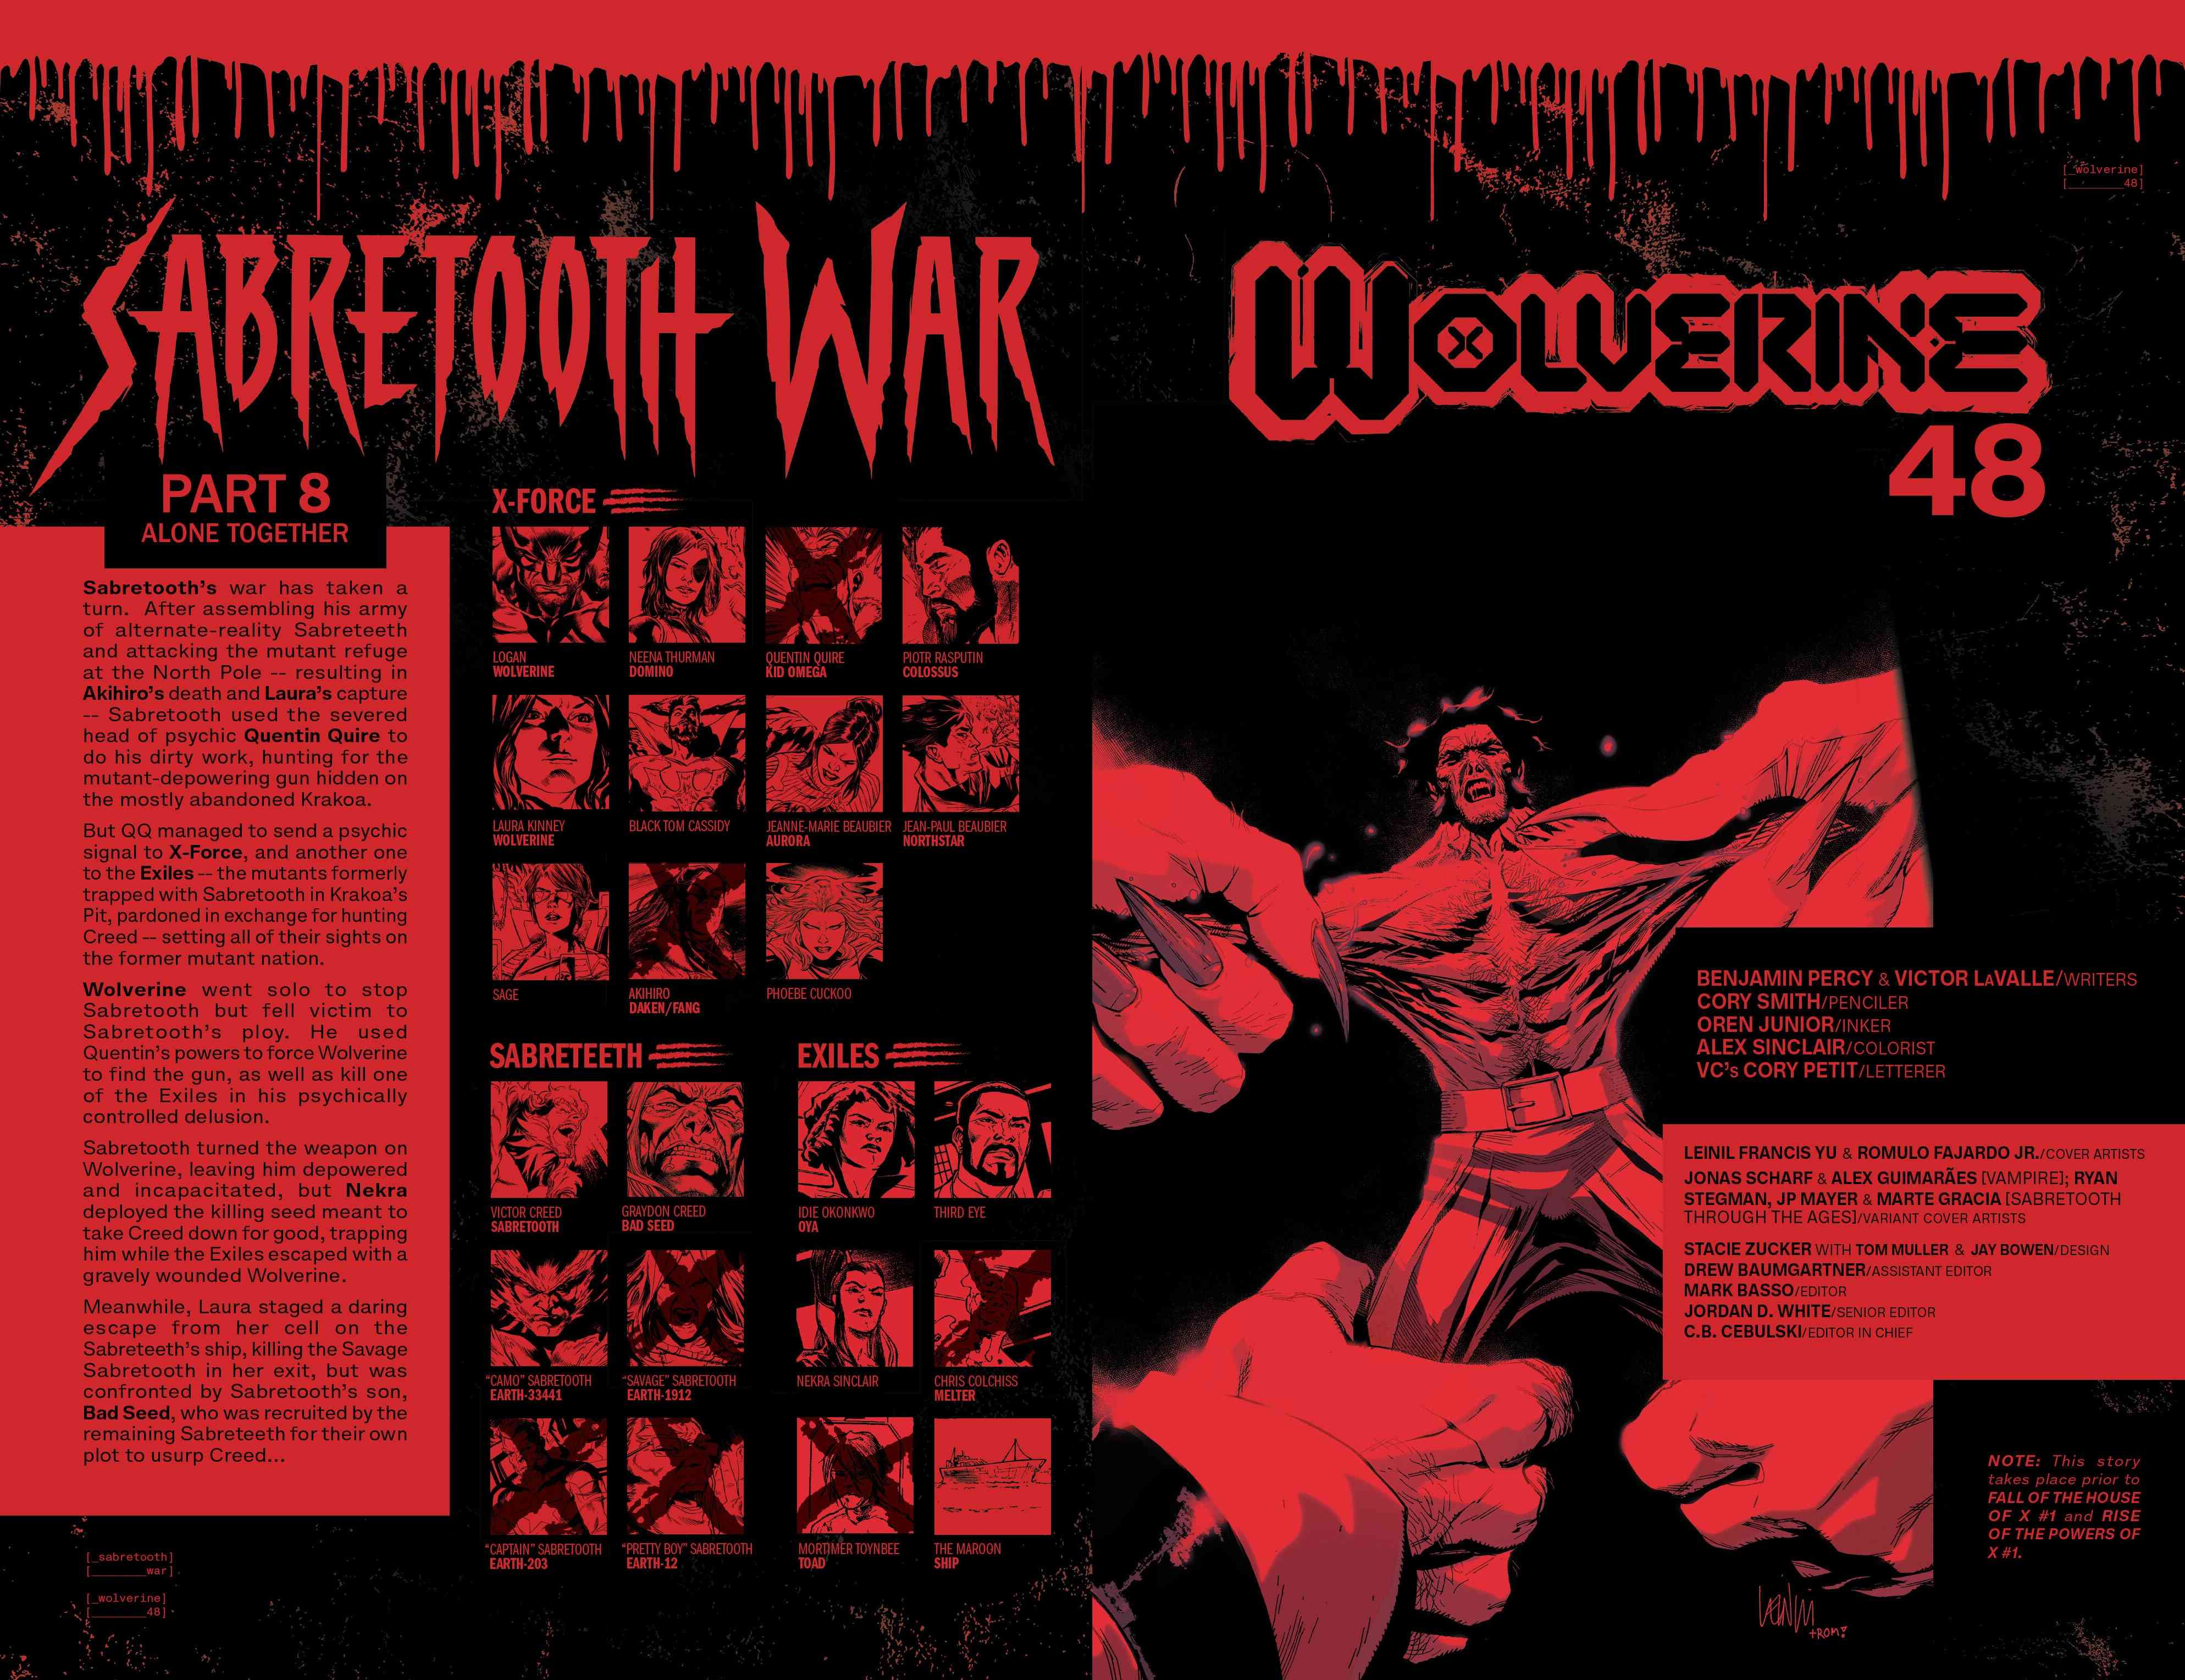 SABRETOOTH WAR
PART 8
ALONE TOGETHER
Sabretooth's war has taken a
turn. After assembling his army
of alternate-reality Sabreteeth
and attacking the mutant refuge
at the North Pole -- resulting in
Akihiro's death and Laura's capture
-- Sabretooth used the severed
head of psychic Quentin Quire to
do his dirty work, hunting for the
mutant-depowering gun hidden on
the mostly abandoned Krakoa.
But QQ managed to send a psychic
signal to X-Force, and another one
to the Exiles -- the mutants formerly
trapped with Sabretooth in Krakoa's
Pit, pardoned in exchange for hunting
Creed -- setting all of their sights on
the former mutant nation.
Wolverine went solo to stop
Sabretooth but fell victim to
Sabretooth's ploy. He used
Quentin's powers to force Wolverine
to find the gun, as well as kill one
of the Exiles in his psychically
controlled delusion.
Sabretooth turned the weapon on
Wolverine, leaving him depowered
and incapacitated, but Nekra
deployed the killing seed meant to
take Creed down for good, trapping
him while the Exiles escaped with a
gravely wounded Wolverine.
Meanwhile, Laura staged a daring
escape from her cell on the
Sabreteeth's ship, killing the Savage
Sabretooth in her exit, but was
confronted by Sabretooth's son,
Bad Seed, who was recruited by the
remaining Sabreteeth for their own
plot to usurp Creed...
[_sabretooth]
[________war]
[_wolverine]
[________48]
X-FORCE
LOGAN
WOLVERINE
NEENA THURMAN
DOMINO
QUENTIN QUIRE
KID OMEGA
PIOTR RASPUTIN
COLOSSUS
LAURA KINNEY
WOLVERINE
BLACK TOM CASSIDY
JEANNE-MARIE BEAUBIER
AURORA
JEAN-PAUL BEAUBIER
NORTHSTAR
SAGE
AKIHIRO
DAKEN/FANG
PHOEBE CUCKOO
SABRETEETH
VICTOR CREED
SABRETOOTH
GRAYDON CREED
BAD SEED
"CAMO" SABRETOOTH
EARTH-33441
"SAVAGE" SABRETOOTH
EARTH-1912
"CAPTAIN" SABRETOOTH
EARTH-203
"PRETTY BOY" SABRETOOTH
EARTH-12
EXILES
IDIE OKONKWO
OYA
THIRD EYE
NEKRA SINCLAIR
CHRIS COLCHISS
MELTER
MORTIMER TOYNBEE
TOAD
THE MAROON
SHIP
[_Wolverine]
[________48]
WOLVERINE
48
BENJAMIN PERCY & VICTOR LAVALLE/WRITERS
CORY SMITH/PENCILER
OREN JUNIOR/INKER
ALEX SINCLAIR/COLORIST
VC's CORY PETIT/LETTERER
LEINIL FRANCIS YU & ROMULO FAJARDO JR./COVER ARTISTS
JONAS SCHARF & ALEX GUIMARÃES [VAMPIRE]; RYAN
STEGMAN, JP MAYER & MARTE GRACIA [SABRETOOTH
THROUGH THE AGES]/VARIANT COVER ARTISTS
STACIE ZUCKER WITH TOM MULLER & JAY BOWEN/DESIGN
DREW BAUMGARTNER/ASSISTANT EDITOR
MARK BASSO/EDITOR
JORDAN D. WHITE/SENIOR EDITOR
C.B. CEBULSKI/EDITOR IN CHIEF
NOTE: This story
takes place prior to
FALL OF THE HOUSE
OF X #1 and RISE
OF THE POWERS OF
X #1.
+ROM!